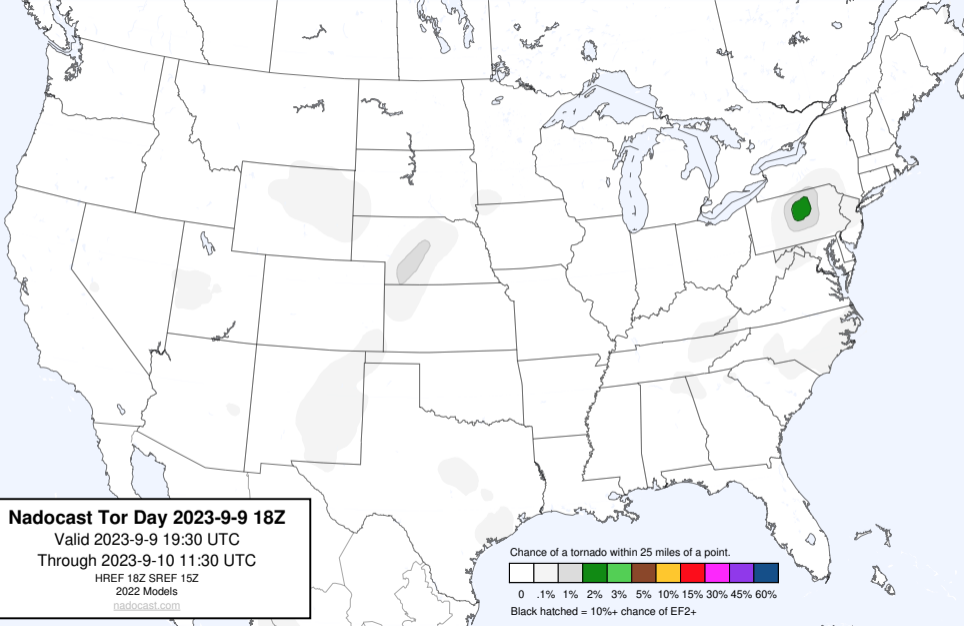 Nadocast Tor Day 2023-9-9 18Z
Valid 2023-9-9 19:30 UTC
Through 2023-9-10 11:30 UTC
HREF 18Z SREF 15Z
2022 Models
nadocast.com
Chance of a tornado within 25 miles of a point.
0 .1% 1% 2% 3% 5% 10% 15% 30% 45% 60%
Black hatched = 10%+ chance of EF2+